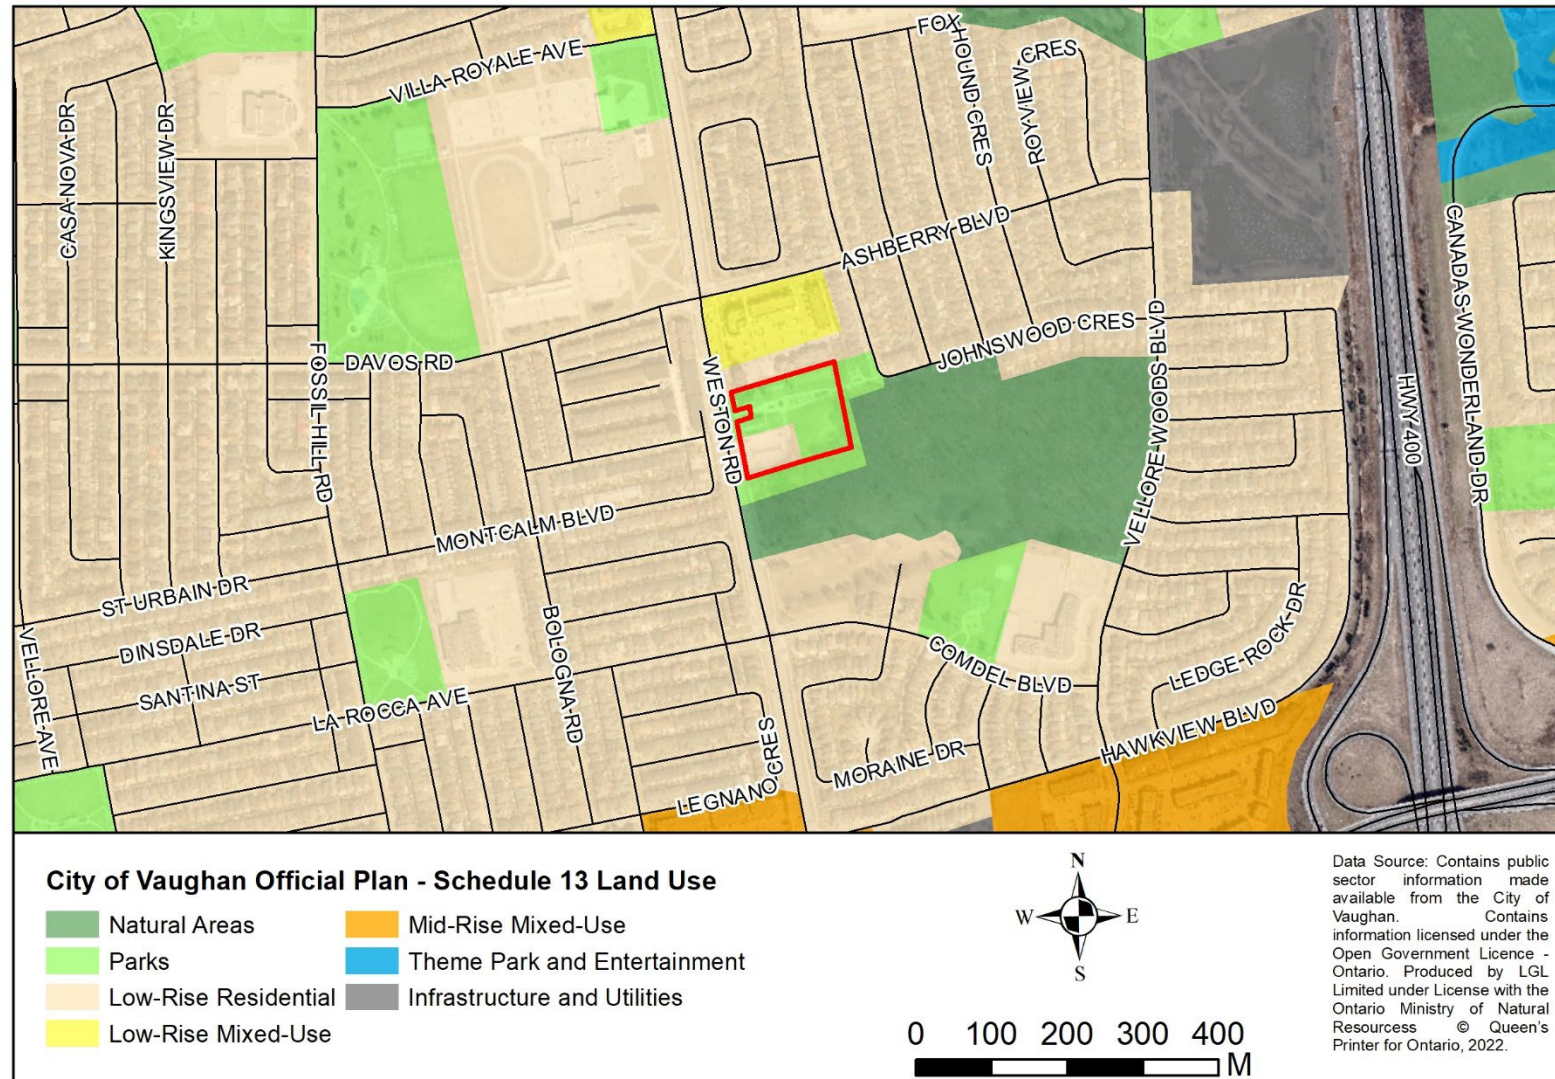 FOX
HOUND CRES
ROYVIEW CRES
VILLA ROYALE AVE
CASA NOVA DR
KINGSVIEW DR
ASHBERRY BLVD
CANADAS WONDERLAND DR
JOHNSWOOD CRES
DAVOS RD
FOSSIL HILL RD
WESTON RD
VELLORE WOODS BLVD
HWY 400
MONTCALM BLVD
ST URBAIN DR
DINSDALE DR
VELLORE AVE
SANTINA ST
BOLOGNA RD
COMDEL BLVD
LEDGE ROCK DR
LA ROCCA AVE
HAWKVIEW BLVD
LEGNANO CRES
MORAINE DR
City of Vaughan Official Plan - Schedule 13 Land Use
Natural Areas
Parks
Low-Rise Residential
Low-Rise Mixed-Use
Mid-Rise Mixed-Use
Theme Park and Entertainment
Infrastructure and Utilities
N
W
E
S
0 100 200 300 400
M
Data Source: Contains public
sector information made
available from the City of
Vaughan. Contains
information licensed under the
Open Government Licence -
Ontario. Produced by LGL
Limited under License with the
Ontario Ministry of Natural
Resourcess © Queen's
Printer for Ontario, 2022.